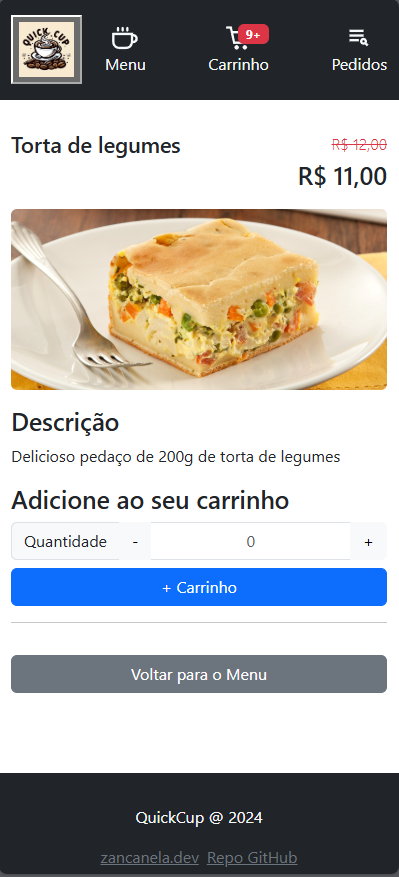 QUICK CUP
9+
Menu
Carrinho
Pedidos
Torta de legumes
R$ 12,00
R$ 11,00
Descrição
Delicioso pedaço de 200g de torta de legumes
Adicione ao seu carrinho
Quantidade - 0 +
+ Carrinho
Voltar para o Menu
QuickCup @ 2024
zancanela.dev Repo GitHub